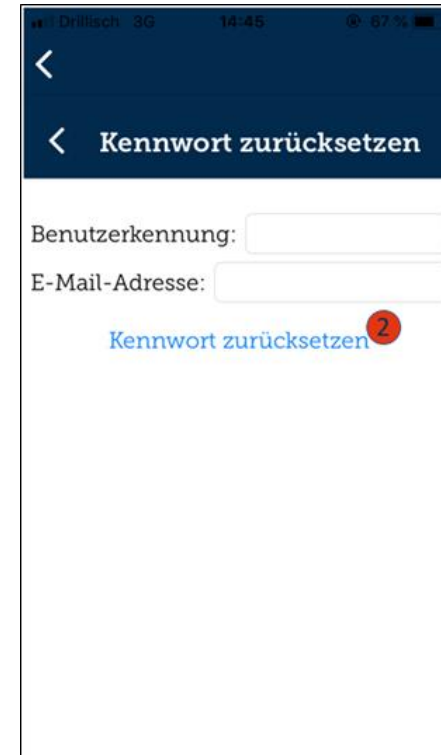 Drillisch 3G 14:45 67 %
Kennwort zurücksetzen
Benutzerkennung:
E-Mail-Adresse:
Kennwort zurücksetzen 2